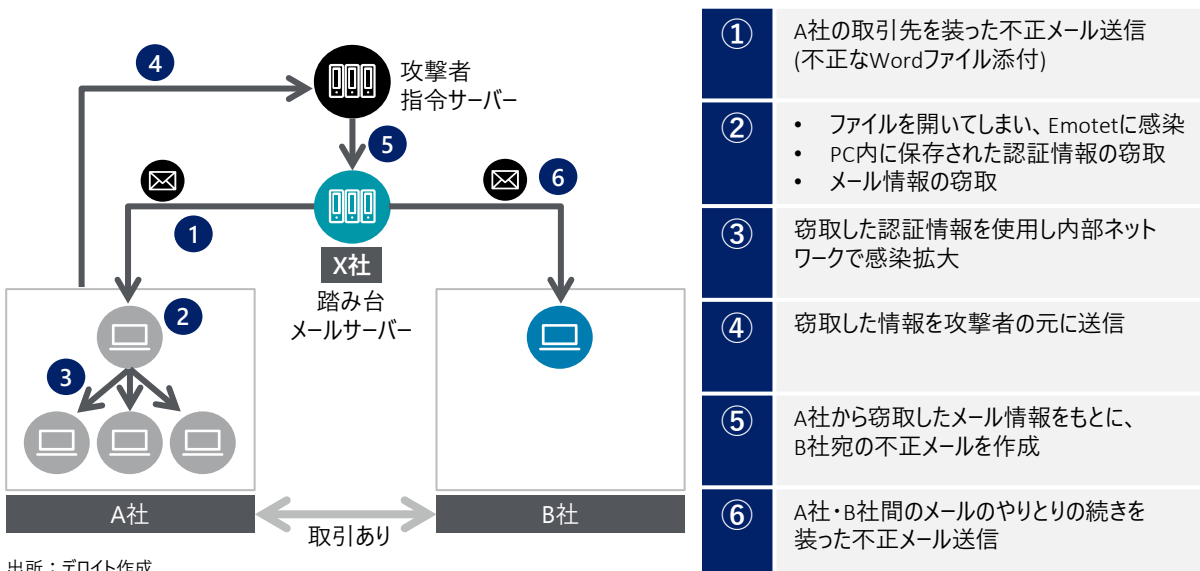 ④
攻撃者
指令サーバー
⑤
⑥
①
X社
踏み台
メールサーバー
②
③
A社
B社
取引あり
出所：デロイト作成
①
A社の取引先を装った不正メール送信
(不正なWordファイル添付)
②
• ファイルを開いてしまい、Emotetに感染
• PC内に保存された認証情報の窃取
• メール情報の窃取
③
窃取した認証情報を使用し内部ネット
ワークで感染拡大
④
窃取した情報を攻撃者の元に送信
⑤
A社から窃取したメール情報をもとに、
B社宛の不正メールを作成
⑥
A社・B社間のメールのやりとりの続きを
装った不正メール送信